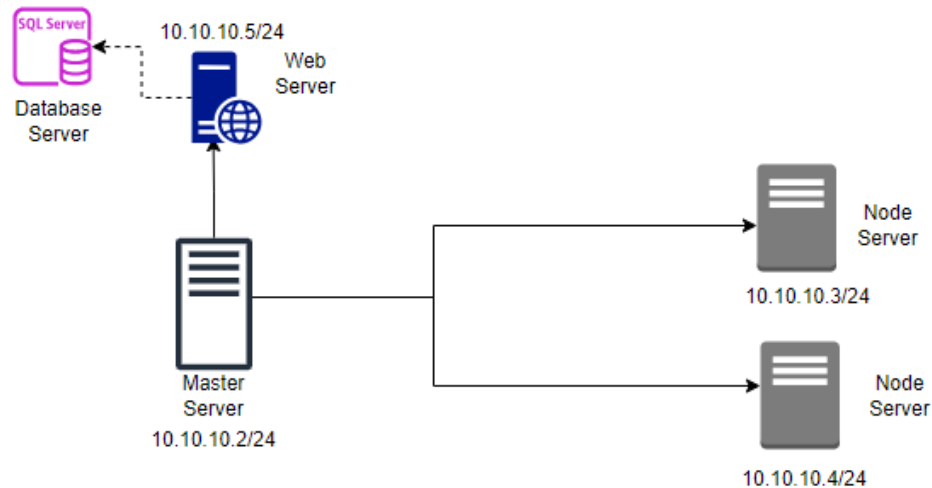 SQL Server
Database
Server
10.10.10.5/24
Web
Server
Master
Server
10.10.10.2/24
Node
Server
10.10.10.3/24
Node
Server
10.10.10.4/24